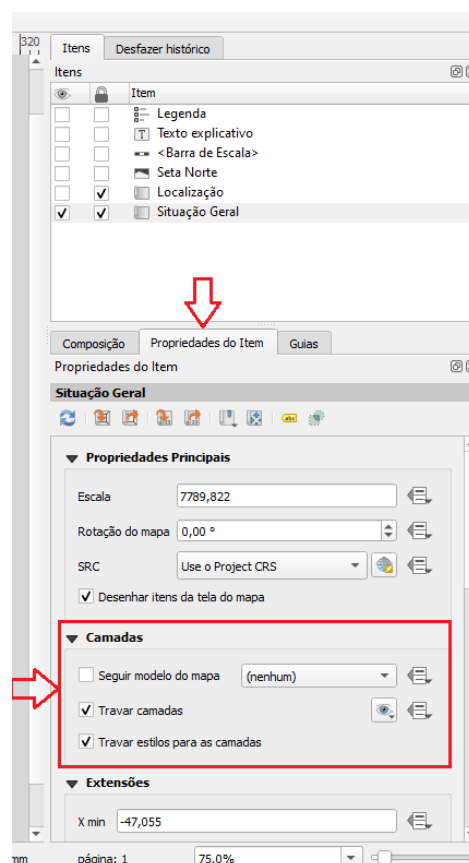 320
Itens Desfazer histórico
Itens
Item
Legenda
T Texto explicativo
<Barra de Escala>
Seta Norte
Localização
Situação Geral
Composição Propriedades do Item Guias
Propriedades do Item
Situação Geral
abc
Propriedades Principais
Escala 7789,822
Rotação do mapa 0,00 °
SRC Use o Project CRS
Desenhar itens da tela do mapa
Camadas
Seguir modelo do mapa (nenhum)
Travar camadas
Travar estilos para as camadas
Extensões
X min -47,055
mm página: 1 75.0%